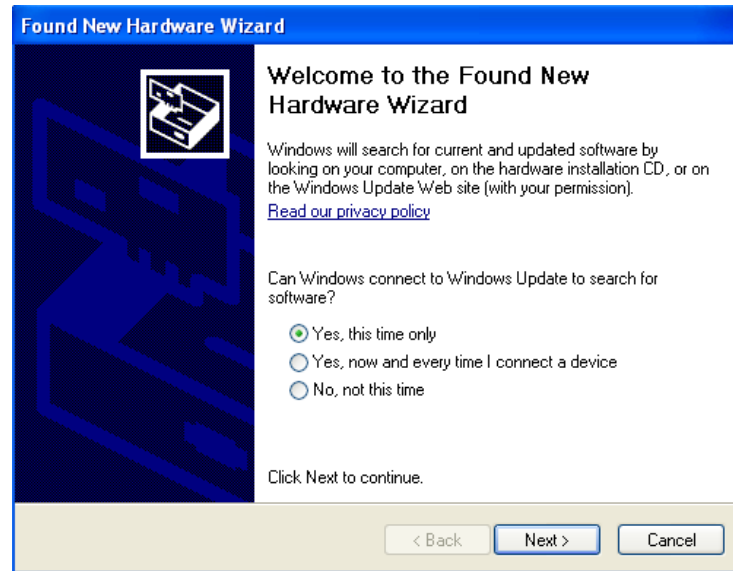 Found New Hardware Wizard
Welcome to the Found New
Hardware Wizard
Windows will search for current and updated software by
looking on your computer, on the hardware installation CD, or on
the Windows Update Web site (with your permission).
Read our privacy policy
Can Windows connect to Windows Update to search for
software?
Yes, this time only
Yes, now and every time I connect a device
No, not this time
Click Next to continue.
< Back
Next >
Cancel